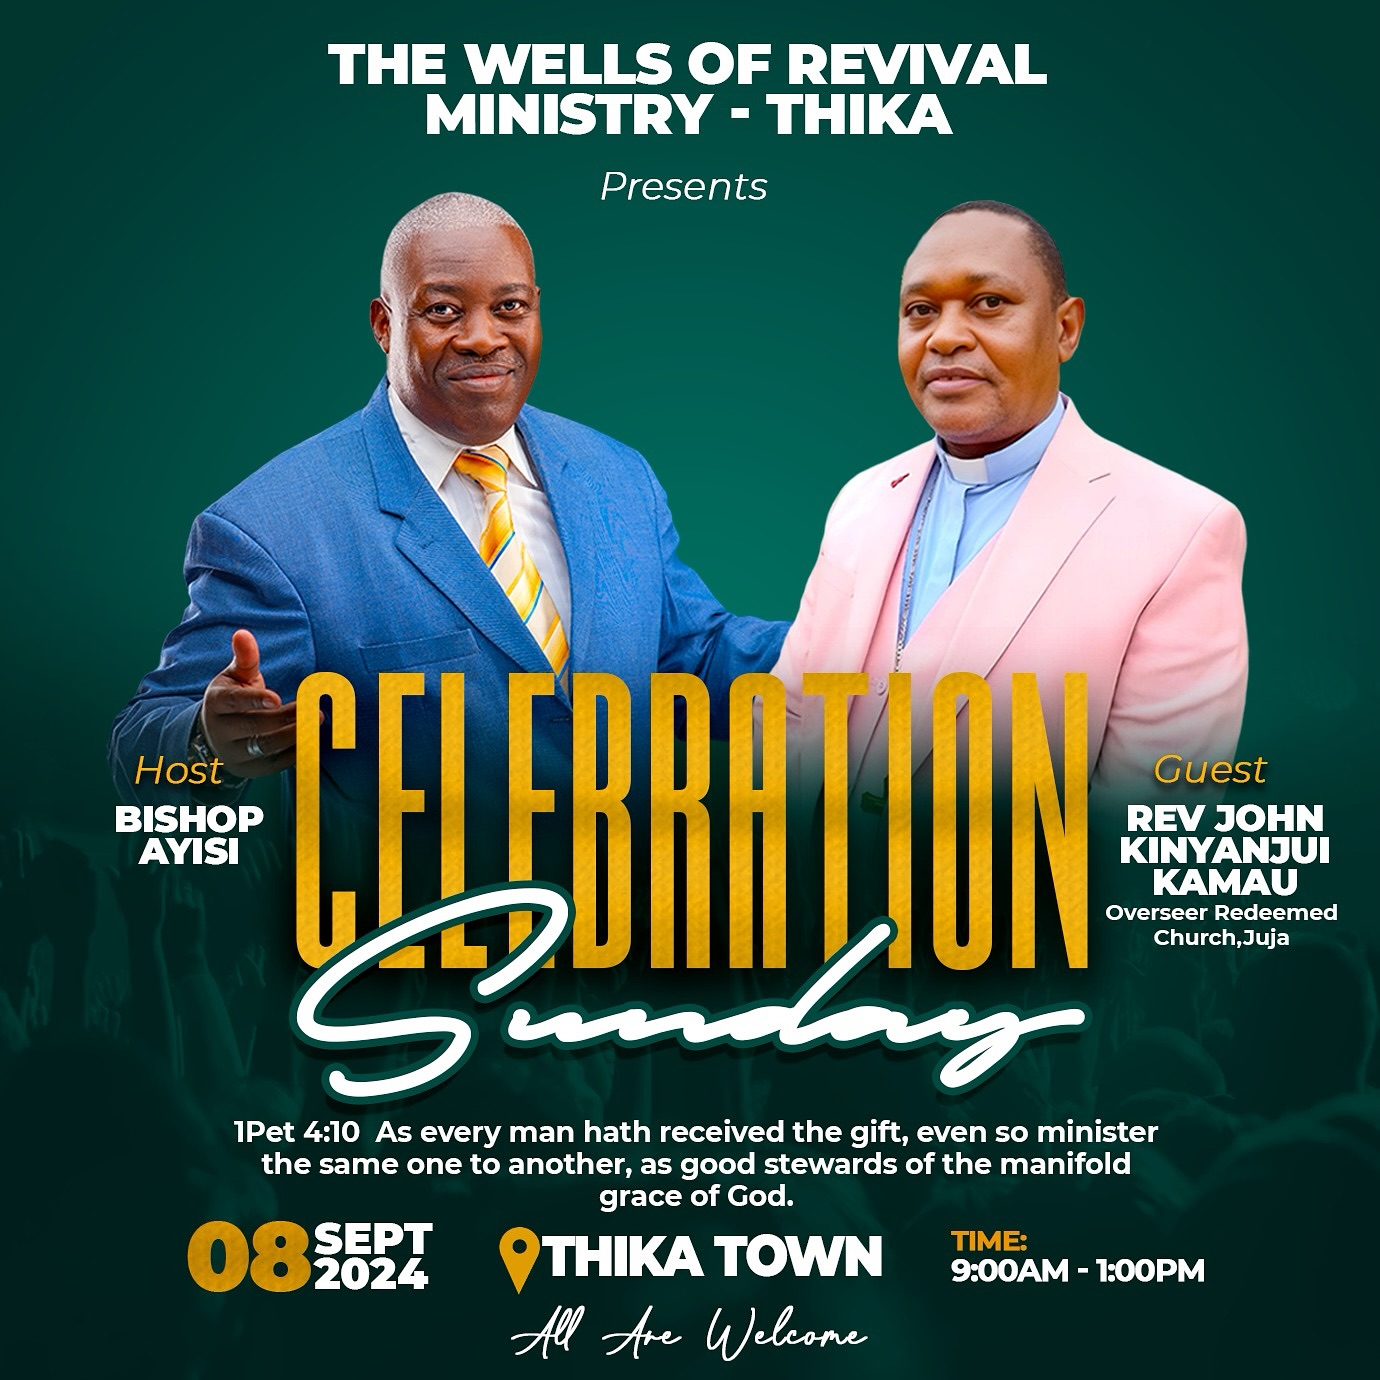 THE WELLS OF REVIVAL
MINISTRY - THIKA
Presents
Host
BISHOP
AYISI
Guest
REV JOHN
KINYANJUI
KAMAU
Overseer Redeemed
Church,Juja
CELEBRATION
Sunday
1Pet 4:10  As every man hath received the gift, even so minister
the same one to another, as good stewards of the manifold
grace of God.
08 SEPT
2024
THIKA TOWN
TIME:
9:00AM - 1:00PM
All Are Welcome